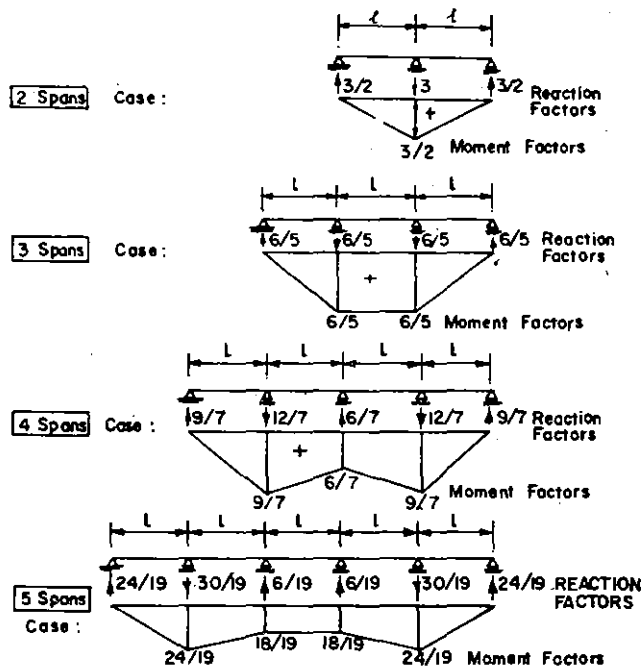 ℓ ℓ
2 Spans Case :
3/2 3 3/2 Reaction
Factors
+
3/2 Moment Factors
l l l
3 Spans Case :
6/5 6/5 6/5 6/5 Reaction
Factors
+
6/5 6/5 Moment Factors
l l l l
4 Spans Case :
9/7 12/7 6/7 12/7 9/7 Reaction
Factors
+
9/7 6/7 9/7 Moment Factors
l l l l l
5 Spans
Case :
24/19 30/19 6/19 6/19 30/19 24/19 REACTION
FACTORS
24/19 18/19 18/19 24/19 Moment Factors